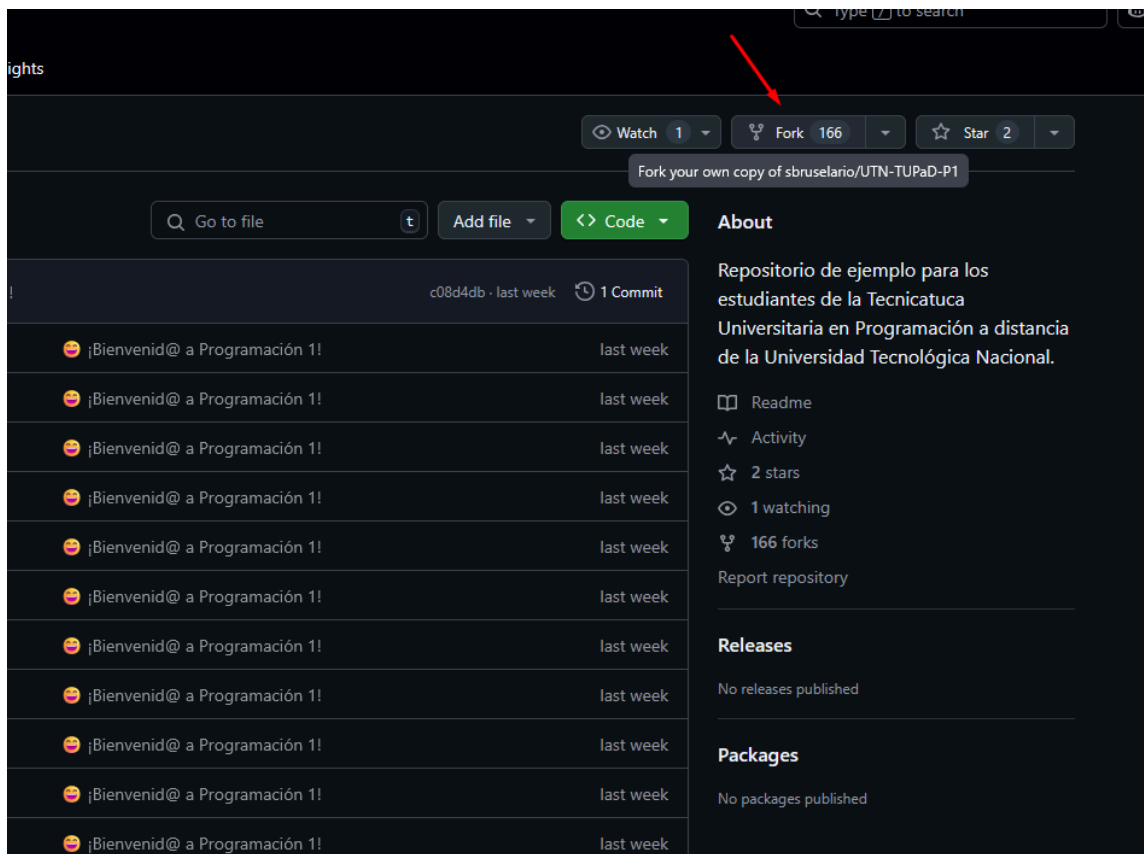 Type / to search
ights
Watch 1
Fork 166
Star 2
Fork your own copy of sbruselario/UTN-TUPaD-P1
Go to file
t
Add file
<> Code
!
c08d4db · last week
1 Commit
¡Bienvenid@ a Programación 1!
last week
¡Bienvenid@ a Programación 1!
last week
¡Bienvenid@ a Programación 1!
last week
¡Bienvenid@ a Programación 1!
last week
¡Bienvenid@ a Programación 1!
last week
¡Bienvenid@ a Programación 1!
last week
¡Bienvenid@ a Programación 1!
last week
¡Bienvenid@ a Programación 1!
last week
¡Bienvenid@ a Programación 1!
last week
¡Bienvenid@ a Programación 1!
last week
¡Bienvenid@ a Programación 1!
last week
About
Repositorio de ejemplo para los
estudiantes de la Tecnicatuca
Universitaria en Programación a distancia
de la Universidad Tecnológica Nacional.
Readme
Activity
2 stars
1 watching
166 forks
Report repository
Releases
No releases published
Packages
No packages published